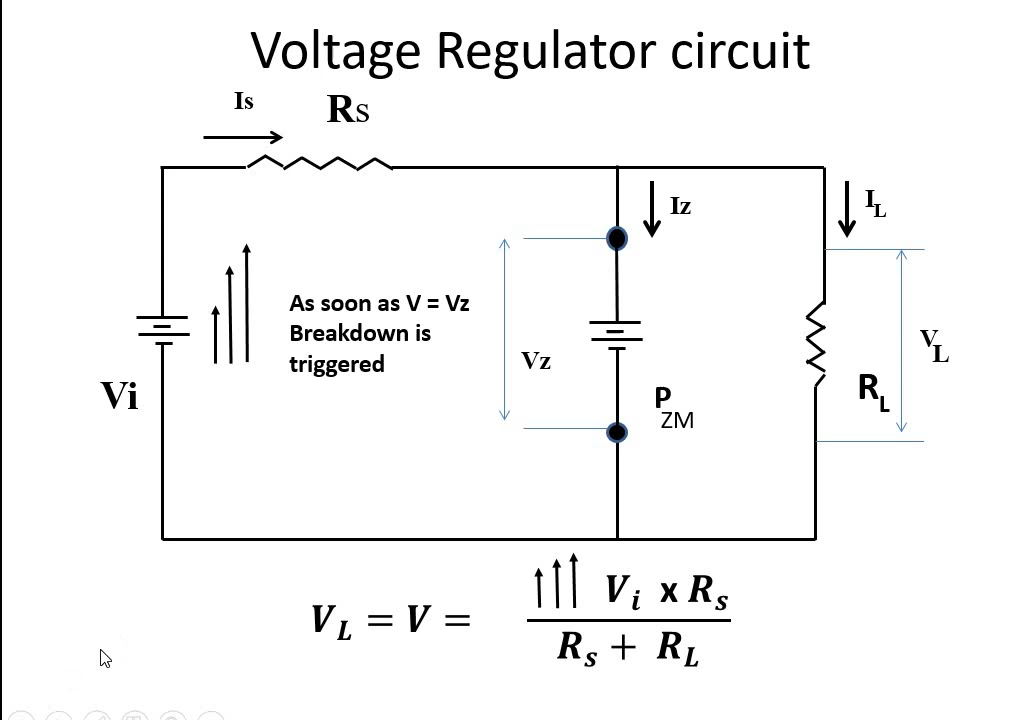 Voltage Regulator circuit
Is
Rs
Iz
IL
As soon as V = Vz
Breakdown is
triggered
Vz
VL
Vi
P
ZM
RL
VL = V = Vi x Rs
Rs + RL